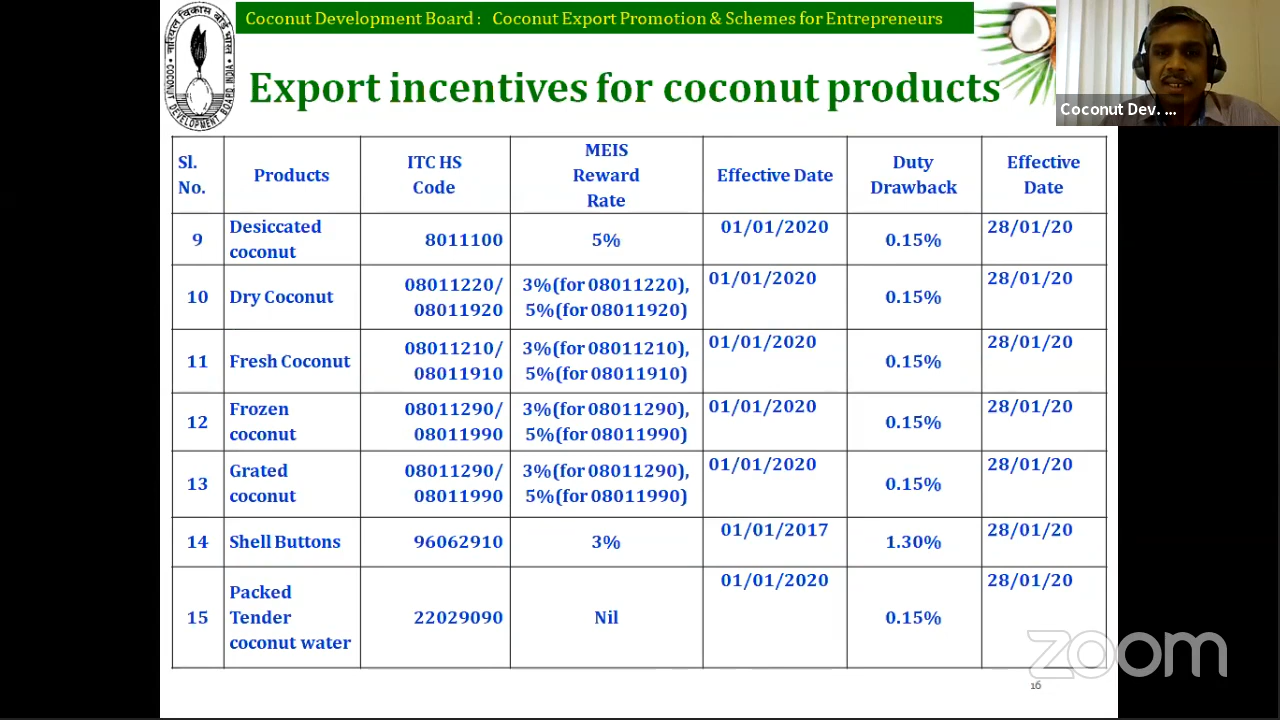 Coconut Development Board :   Coconut Export Promotion & Schemes for Entrepreneurs
नारियल विकास बोर्ड भारत
COCONUT DEVELOPMENT BOARD INDIA
Export incentives for coconut products
Coconut Dev. ...
Sl. No. Products ITC HS Code MEIS Reward Rate Effective Date Duty Drawback Effective Date
9 Desiccated coconut 8011100 5% 01/01/2020 0.15% 28/01/20
10 Dry Coconut 08011220/ 08011920 3%(for 08011220), 5%(for 08011920) 01/01/2020 0.15% 28/01/20
11 Fresh Coconut 08011210/ 08011910 3%(for 08011210), 5%(for 08011910) 01/01/2020 0.15% 28/01/20
12 Frozen coconut 08011290/ 08011990 3%(for 08011290), 5%(for 08011990) 01/01/2020 0.15% 28/01/20
13 Grated coconut 08011290/ 08011990 3%(for 08011290), 5%(for 08011990) 01/01/2020 0.15% 28/01/20
14 Shell Buttons 96062910 3% 01/01/2017 1.30% 28/01/20
15 Packed Tender coconut water 22029090 Nil 01/01/2020 0.15% 28/01/20
zoom
16